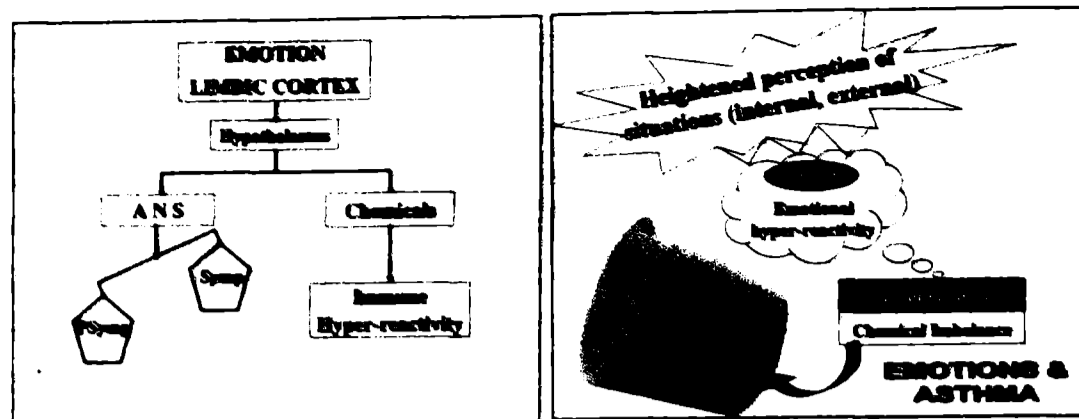 EMOTION
LIMBIC CORTEX
Hypothalamus
A N S
Chemicals
Symp
PSymp
Immune
Hyper-reactivity
Heightened perception of
situations (internal, external)
Emotional
hyper-reactivity
Chemical Imbalance
EMOTIONS &
ASTHMA